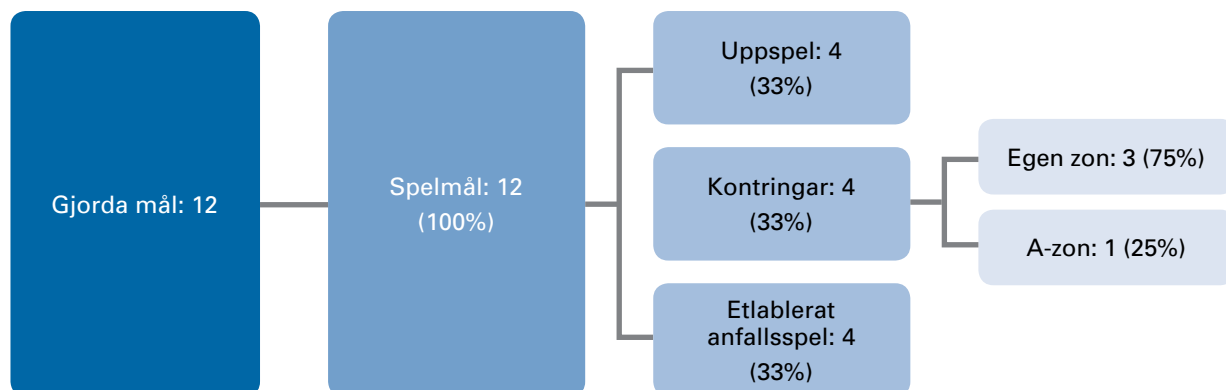 Gjorda mål: 12
Spelmål: 12
(100%)
Uppspel: 4
(33%)
Kontringar: 4
(33%)
Etlablerat
anfallsspel: 4
(33%)
Egen zon: 3 (75%)
A-zon: 1 (25%)